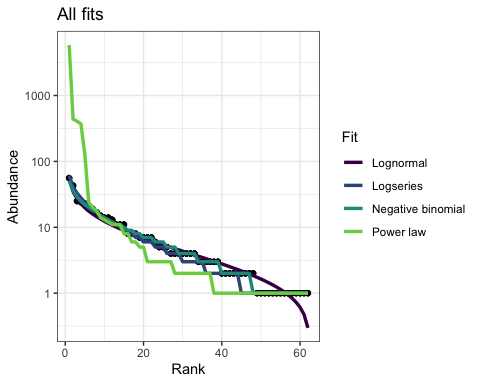 All fits
1000
100
10
1
Abundance
0 20 40 60
Rank
Fit
Lognormal
Logseries
Negative binomial
Power law